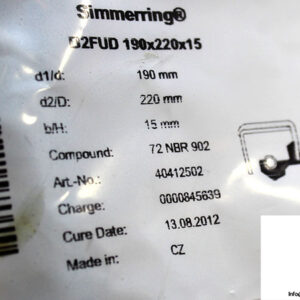 Simmerring®
B2FUD 190x220x15
d1/d: 190 mm
d2/D: 220 mm
b/H: 15 mm
Compound: 72 NBR 902
Art.-No.: 40412502
Charge: 0000845639
Cure Date: 13.08.2012
Made in: CZ